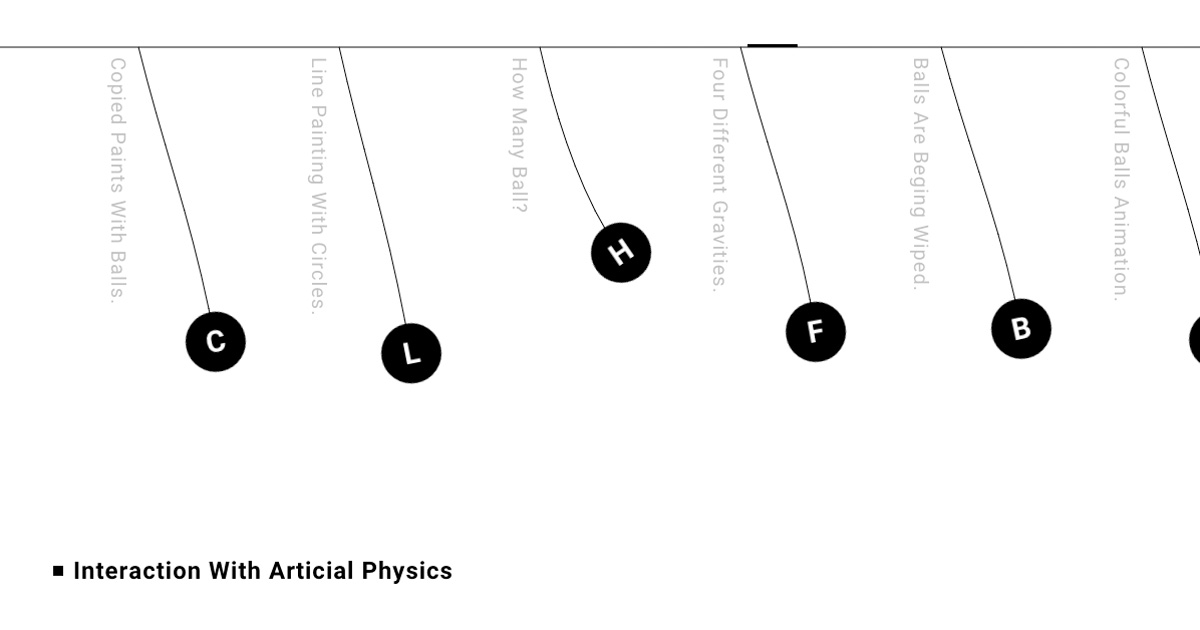 Copied Paints With Balls.
C
Line Painting With Circles.
L
How Many Ball?
H
Four Different Gravities.
F
Balls Are Beging Wiped.
B
Colorful Balls Animation.
Interaction With Articial Physics